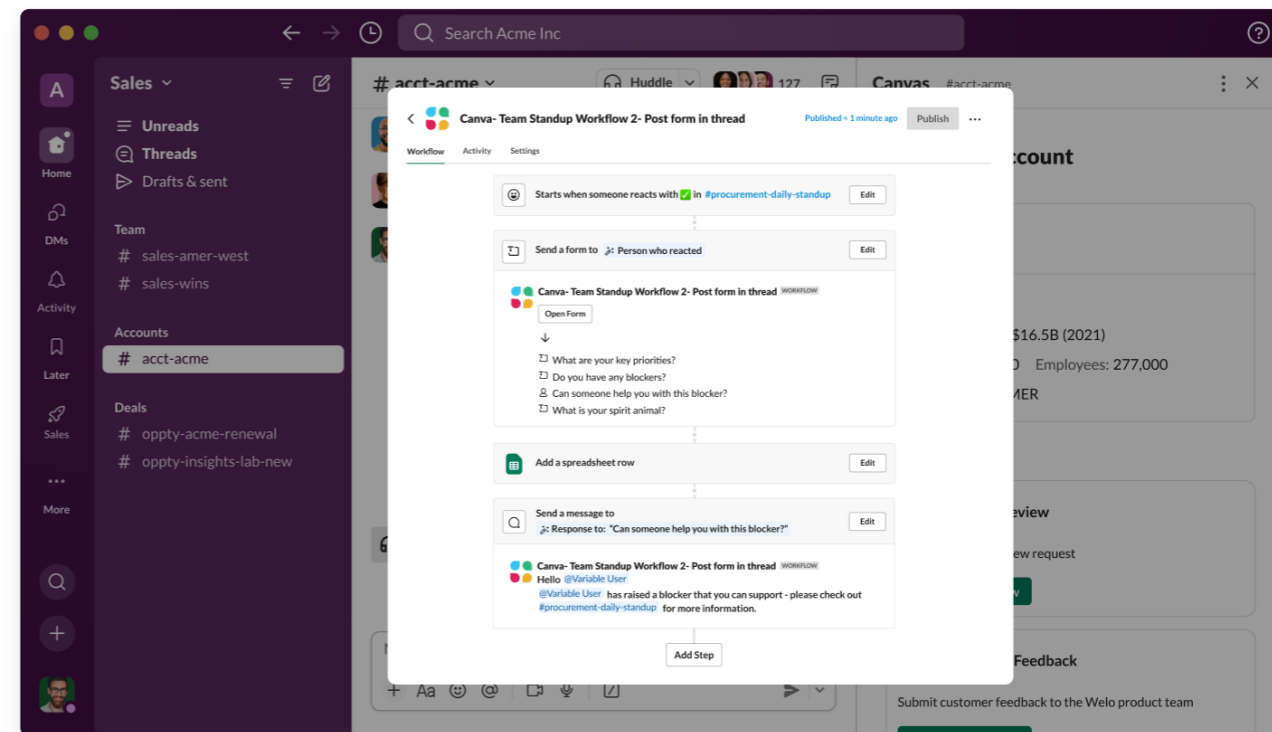 Search Acme Inc
A
Sales
Home
DMs
Activity
Later
Sales
More
Unreads
Threads
Drafts & sent
Team
# sales-amer-west
# sales-wins
Accounts
# acct-acme
Deals
# oppty-acme-renewal
# oppty-insights-lab-new
# acct-acme
Huddle
127
Canvas #acct-acme
Canva- Team Standup Workflow 2- Post form in thread
Published < 1 minute ago
Publish
Workflow Activity Settings
Starts when someone reacts with ✅ in #procurement-daily-standup
Edit
Send a form to Person who reacted
Edit
Canva- Team Standup Workflow 2- Post form in thread WORKFLOW
Open Form
What are your key priorities?
Do you have any blockers?
Can someone help you with this blocker?
What is your spirit animal?
Add a spreadsheet row
Edit
Send a message to
Response to: "Can someone help you with this blocker?"
Edit
Canva- Team Standup Workflow 2- Post form in thread WORKFLOW
Hello @Variable User
@Variable User has raised a blocker that you can support - please check out
#procurement-daily-standup for more information.
Add Step
Aa
$16.5B (2021)
Employees: 277,000
request
Feedback
Submit customer feedback to the Welo product team